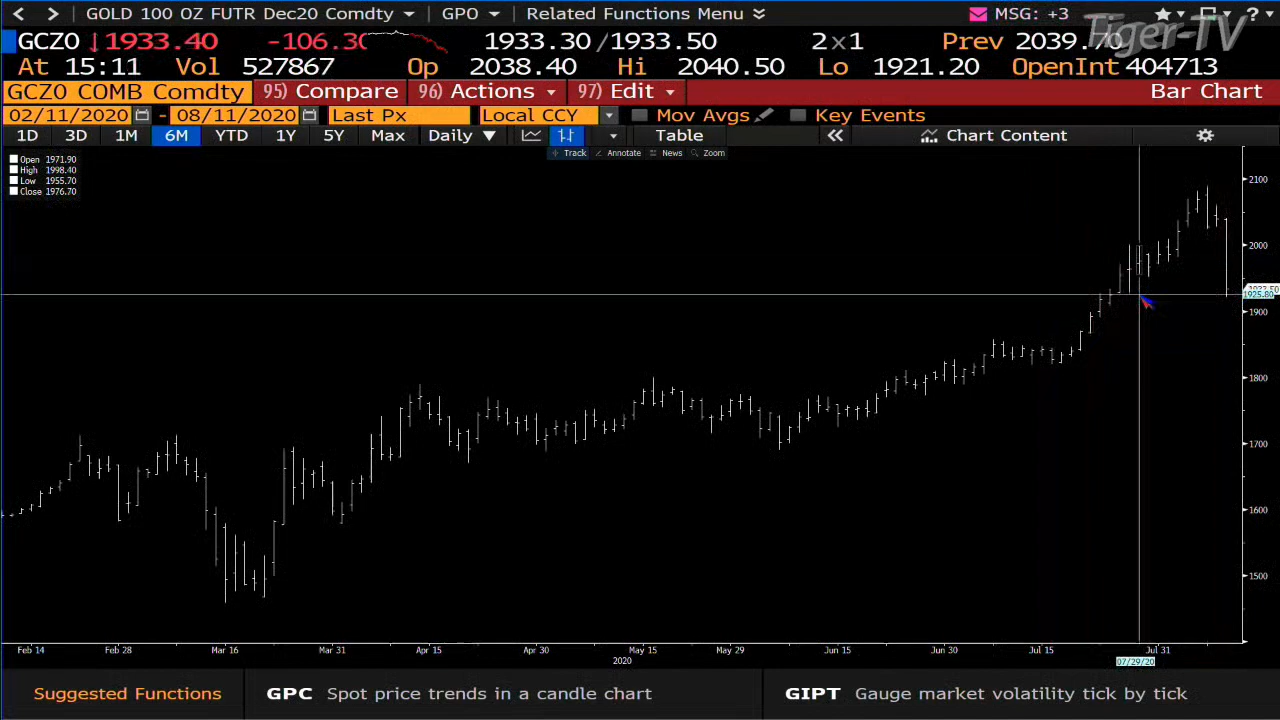 GOLD 100 OZ FUTR Dec20 Comdty GPO Related Functions Menu MSG: +3 ?
Tiger-TV
GCZ0 ↓1933.40 -106.30 1933.30/1933.50 2×1 Prev 2039.70
At 15:11 Vol 527867 Op 2038.40 Hi 2040.50 Lo 1921.20 OpenInt 404713
GCZ0 COMB Comdty 95) Compare 96) Actions 97) Edit Bar Chart
02/11/2020 - 08/11/2020 Last Px Local CCY Mov Avgs Key Events
1D 3D 1M 6M YTD 1Y 5Y Max Daily ▼ Table « Chart Content
Track Annotate News Zoom
Open 1971.90
High 1998.40
Low 1955.70
Close 1976.70
2100
2000
1925.80
1900
1800
1700
1600
1500
Feb 14 Feb 28 Mar 16 Mar 31 Apr 15 Apr 30 May 15 May 29 Jun 15 Jun 30 Jul 15 Jul 31
2020 07/29/20
Suggested Functions GPC Spot price trends in a candle chart GIPT Gauge market volatility tick by tick